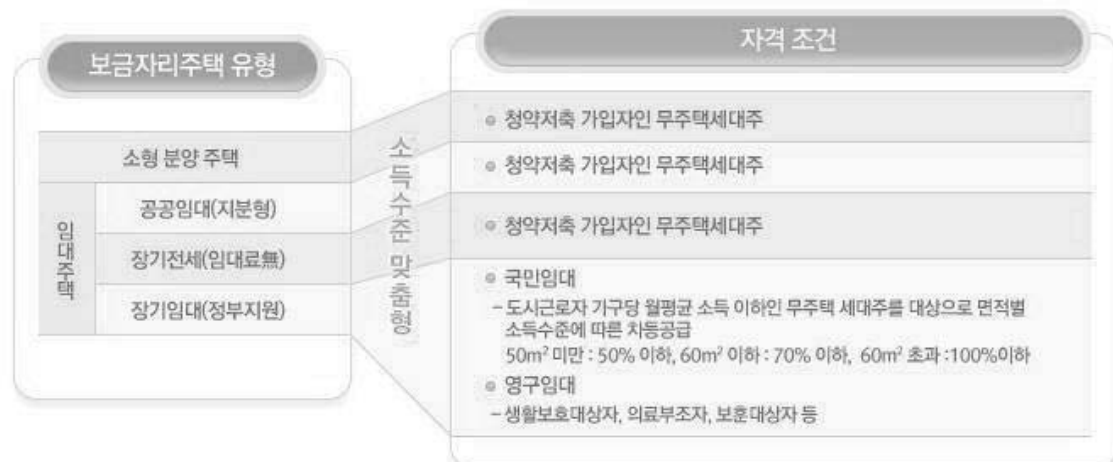 보금자리주택 유형
소형 분양 주택
임대주택
공공임대(지분형)
장기전세(임대료無)
장기임대(정부지원)
소득수준 맞춤형
자격 조건
청약저축 가입자인 무주택세대주
청약저축 가입자인 무주택세대주
청약저축 가입자인 무주택세대주
국민임대
– 도시근로자 가구당 월평균 소득 이하인 무주택 세대주를 대상으로 면적별
소득수준에 따른 차등공급
50m² 미만 : 50% 이하, 60m² 이하 : 70% 이하, 60m² 초과 :100%이하
영구임대
– 생활보호대상자, 의료부조자, 보훈대상자 등